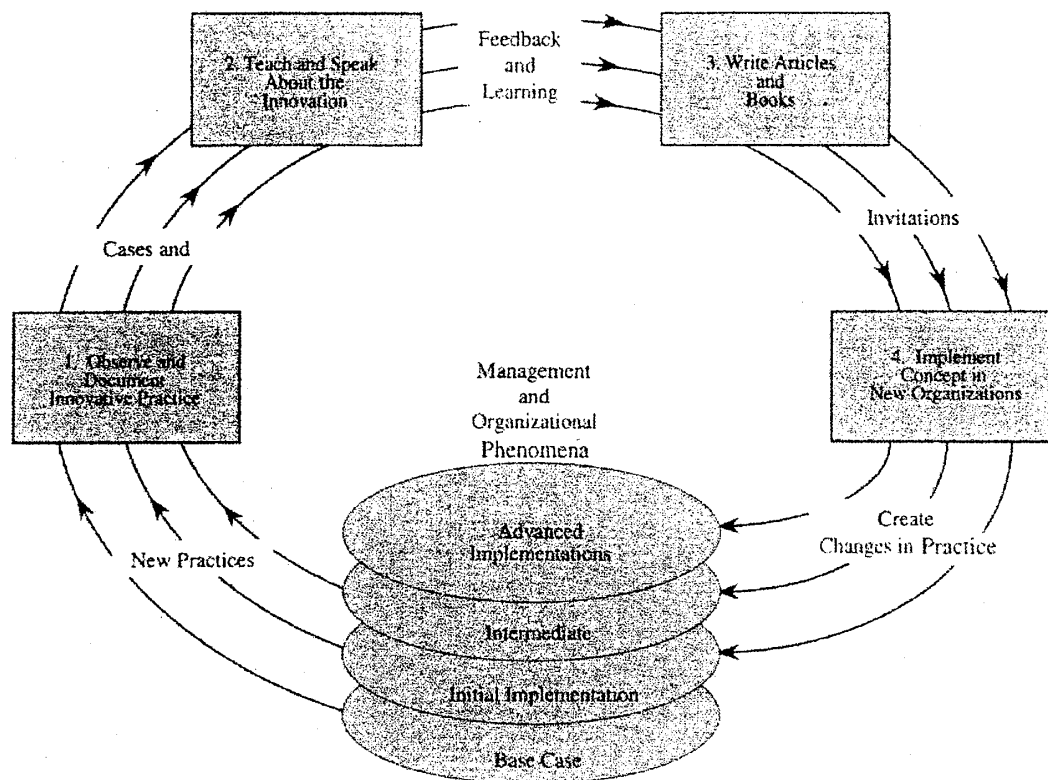 2. Teach and Speak
About the
Innovation
Feedback
and
Learning
3. Write Articles
and
Books
Cases and
Invitations
1. Observe and
Document
Innovative Practice
4. Implement
Concept in
New Organizations
Management
and
Organizational
Phenomena
Advanced
Implementations
New Practices
Create
Changes in Practice
Intermediate
Initial Implementation
Base Case